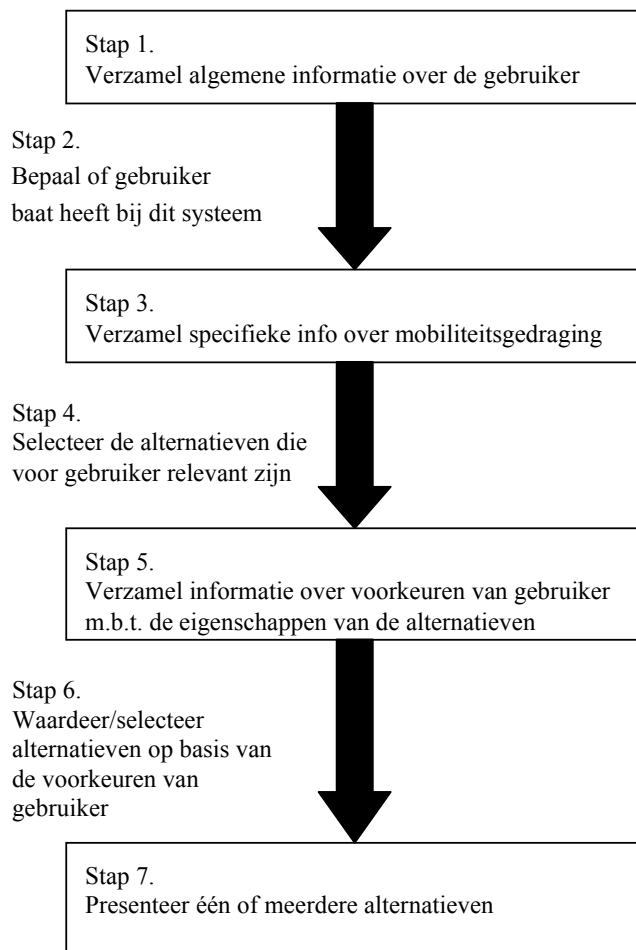 Stap 1.
Verzamel algemene informatie over de gebruiker
Stap 2.
Bepaal of gebruiker
baat heeft bij dit systeem
Stap 3.
Verzamel specifieke info over mobiliteitsgedraging
Stap 4.
Selecteer de alternatieven die
voor gebruiker relevant zijn
Stap 5.
Verzamel informatie over voorkeuren van gebruiker
m.b.t. de eigenschappen van de alternatieven
Stap 6.
Waardeer/selecteer
alternatieven op basis van
de voorkeuren van
gebruiker
Stap 7.
Presenteer één of meerdere alternatieven